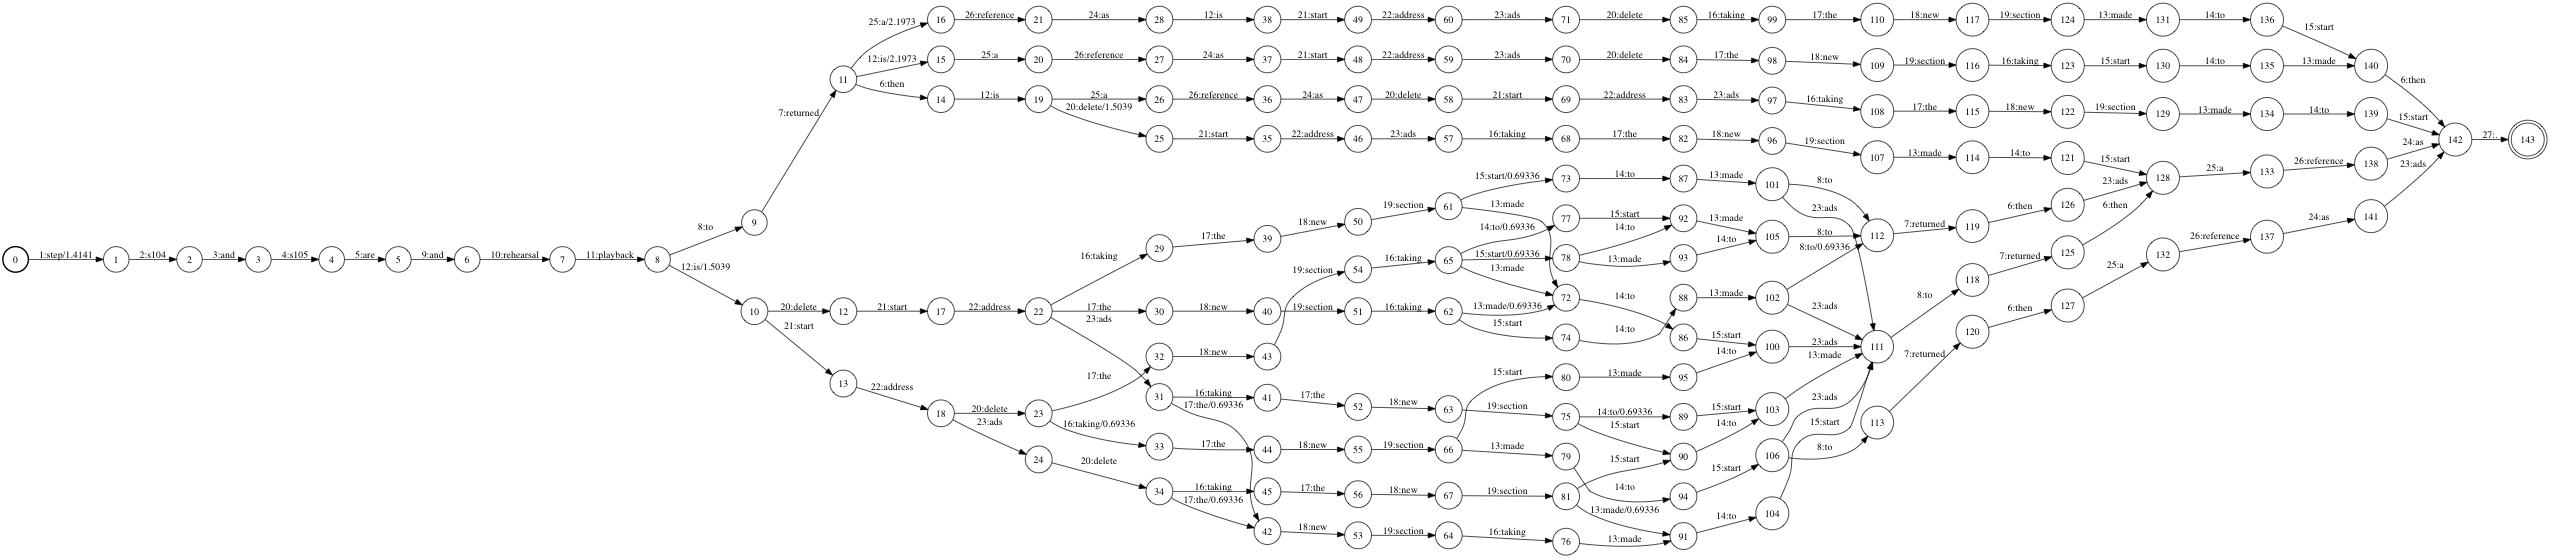 25:a/2.1973 16 26:reference 21 24:as 28 12:is 38 21:start 49 22:address 60 23:ads 71 20:delete 85 16:taking 99 17:the 110 18:new 117 19:section 124 13:made 131 14:to 136 15:start
11 12:is/2.1973 15 25:a 20 26:reference 27 24:as 37 21:start 48 22:address 59 23:ads 70 20:delete 84 17:the 98 18:new 109 19:section 116 16:taking 123 15:start 130 14:to 135 13:made 140 6:then
6:then 14 12:is 19 25:a 26 26:reference 36 24:as 47 20:delete 58 21:start 69 22:address 83 23:ads 97 16:taking 108 17:the 115 18:new 122 19:section 129 13:made 134 14:to 139 15:start
7:returned 20:delete/1.5039 25 21:start 35 22:address 46 23:ads 57 16:taking 68 17:the 82 18:new 96 19:section 107 13:made 114 14:to 121 15:start 142 27:. 143
15:start/0.69336 73 14:to 87 13:made 101 8:to 23:ads 128 25:a 133 26:reference 138 24:as 23:ads
8:to 9 16:taking 29 17:the 39 18:new 50 19:section 61 13:made 77 15:start 92 13:made 105 8:to 23:ads 112 7:returned 119 6:then 126 23:ads 6:then 141
14:to/0.69336 14:to 8:to/0.69336
0 1:step/1.4141 1 2:s104 2 3:and 3 4:s105 4 5:are 5 9:and 6 10:rehearsal 7 11:playback 8 12:is/1.5039 19:section 54 16:taking 65 15:start/0.69336 78 13:made 93 14:to 7:returned 125 132 26:reference 137 24:as
13:made 72 14:to 88 13:made 102 23:ads 8:to 118 25:a
10 20:delete 12 21:start 17 22:address 22 17:the 30 18:new 40 19:section 51 16:taking 62 13:made/0.69336 127
21:start 23:ads 15:start 74 14:to 86 15:start 100 23:ads 111 120 6:then
32 18:new 43 14:to 13:made 7:returned
13 22:address 17:the 15:start 80 13:made 95
18 20:delete 23 31 16:taking 41 17:the 52 18:new 63 19:section 75 14:to/0.69336 89 15:start 103 23:ads
23:ads 16:taking/0.69336 17:the/0.69336 15:start 14:to 15:start 113
24 20:delete 33 17:the 44 18:new 55 19:section 66 13:made 79 15:start 90 15:start 106 8:to
34 16:taking 45 17:the 56 18:new 67 19:section 81 14:to 94
17:the/0.69336 13:made/0.69336 104
42 18:new 53 19:section 64 16:taking 76 13:made 91 14:to